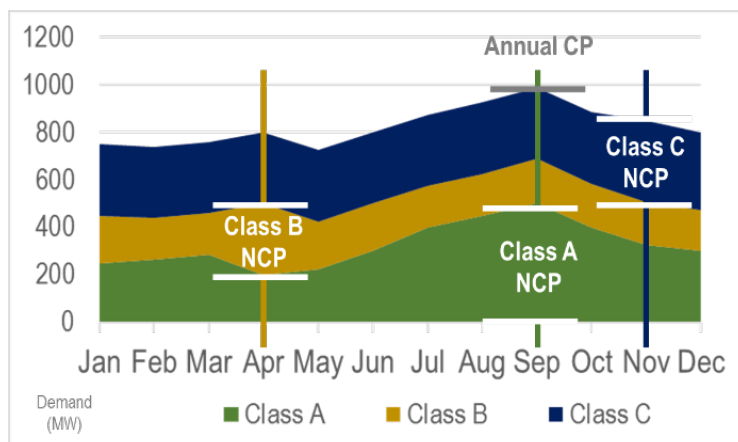 1200
Annual CP
1000
800
Class C
NCP
600
Class B
NCP
400
Class A
NCP
200
0
Jan Feb Mar Apr May Jun Jul Aug Sep Oct Nov Dec
Demand
(MW)
Class A Class B Class C